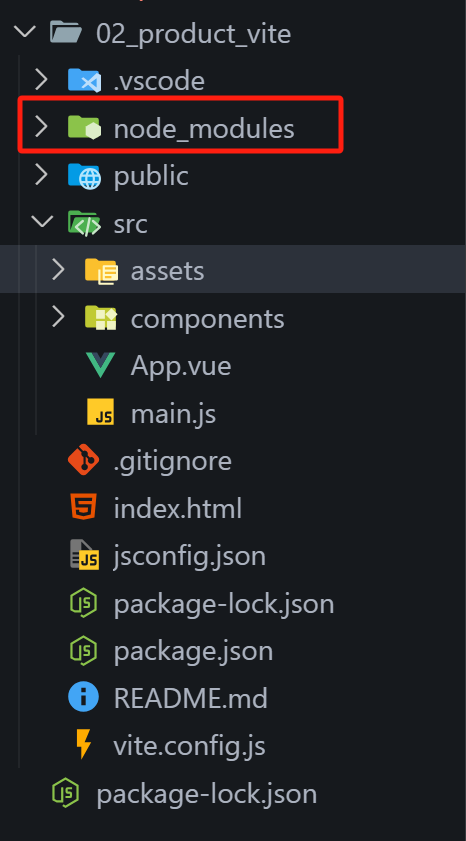 02_product_vite
.vscode
node_modules
public
src
assets
components
App.vue
main.js
.gitignore
index.html
jsconfig.json
package-lock.json
package.json
README.md
vite.config.js
package-lock.json